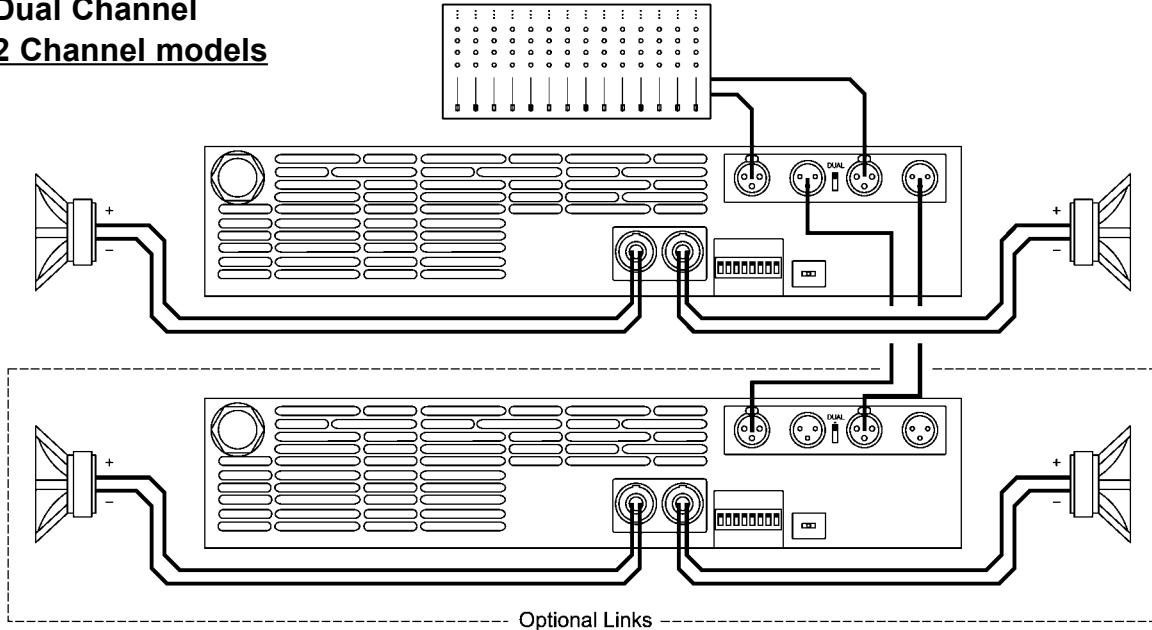 Dual Channel
2 Channel models
DUAL
+
+
–
–
DUAL
+
+
–
–
Optional Links